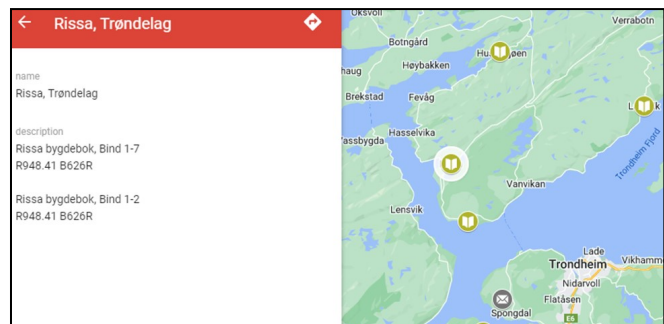 Rissa, Trøndelag
name
Rissa, Trøndelag
description
Rissa bygdebok, Bind 1-7
R948.41 B626R
Rissa bygdebok, Bind 1-2
R948.41 B626R
Oksvoll
Verrabotn
Botngård
Høybakken
haug
Brekstad
Fevåg
Hasselvika
assbygda
Trondheim Fjord
Vanvikan
Lensvik
Lade
Trondheim
Vikhamm
Nidarvoll
Flatåsen
Spongdal
E6